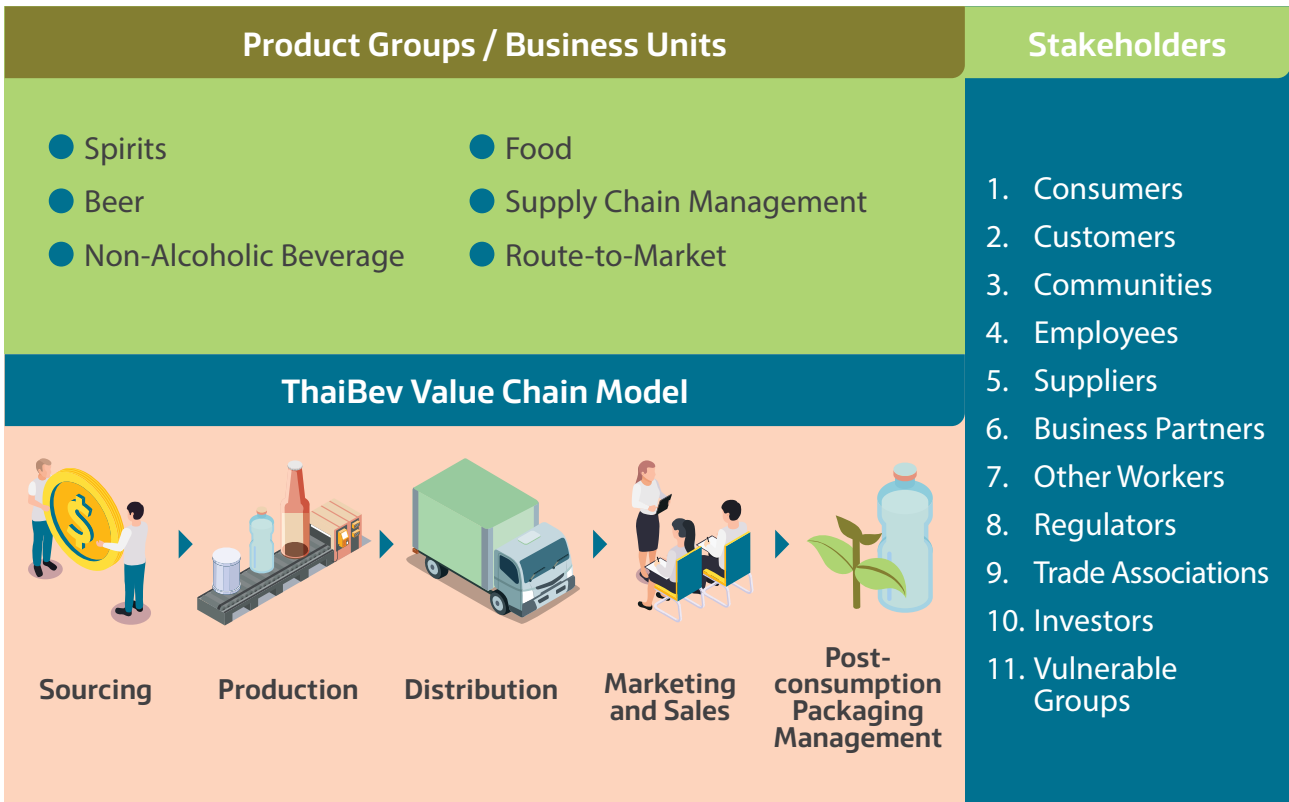 Product Groups / Business Units
Spirits
Beer
Non-Alcoholic Beverage
Food
Supply Chain Management
Route-to-Market
ThaiBev Value Chain Model
$
Sourcing
Production
Distribution
Marketing
and Sales
Post-
consumption
Packaging
Management
Stakeholders
1. Consumers
2. Customers
3. Communities
4. Employees
5. Suppliers
6. Business Partners
7. Other Workers
8. Regulators
9. Trade Associations
10. Investors
11. Vulnerable
Groups